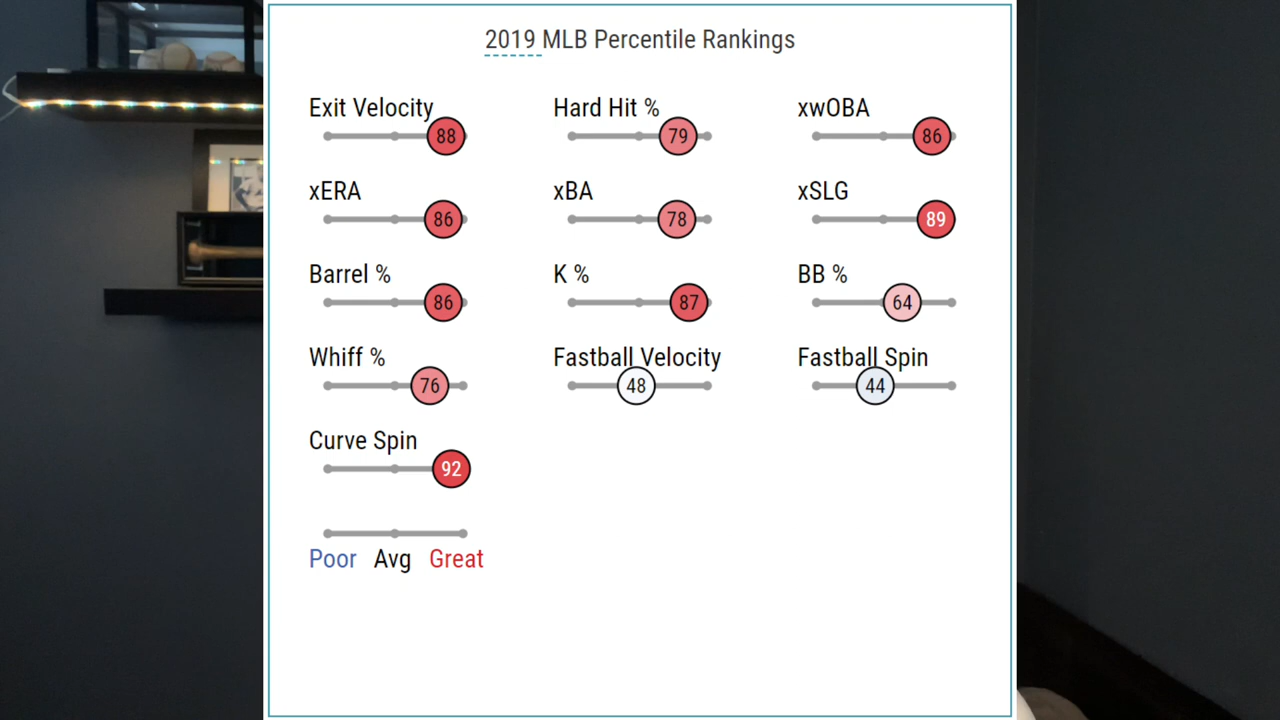 2019 MLB Percentile Rankings
Exit Velocity Hard Hit % xwOBA
88 79 86
xERA xBA xSLG
86 78 89
Barrel % K % BB %
86 87 64
Whiff % Fastball Velocity Fastball Spin
76 48 44
Curve Spin
92
Poor Avg Great